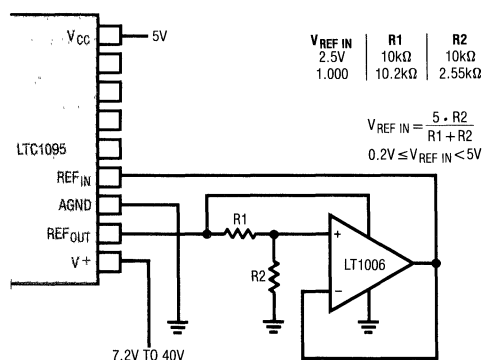 VCC
5V
LTC1095
REFIN
AGND
REFOUT
V+
7.2V TO 40V
VREF IN R1 R2
2.5V 10kΩ 10kΩ
1.000 10.2kΩ 2.55kΩ
VREF IN = 5 • R2
R1 + R2
0.2V ≤ VREF IN < 5V
R1
R2
+
LT1006
−